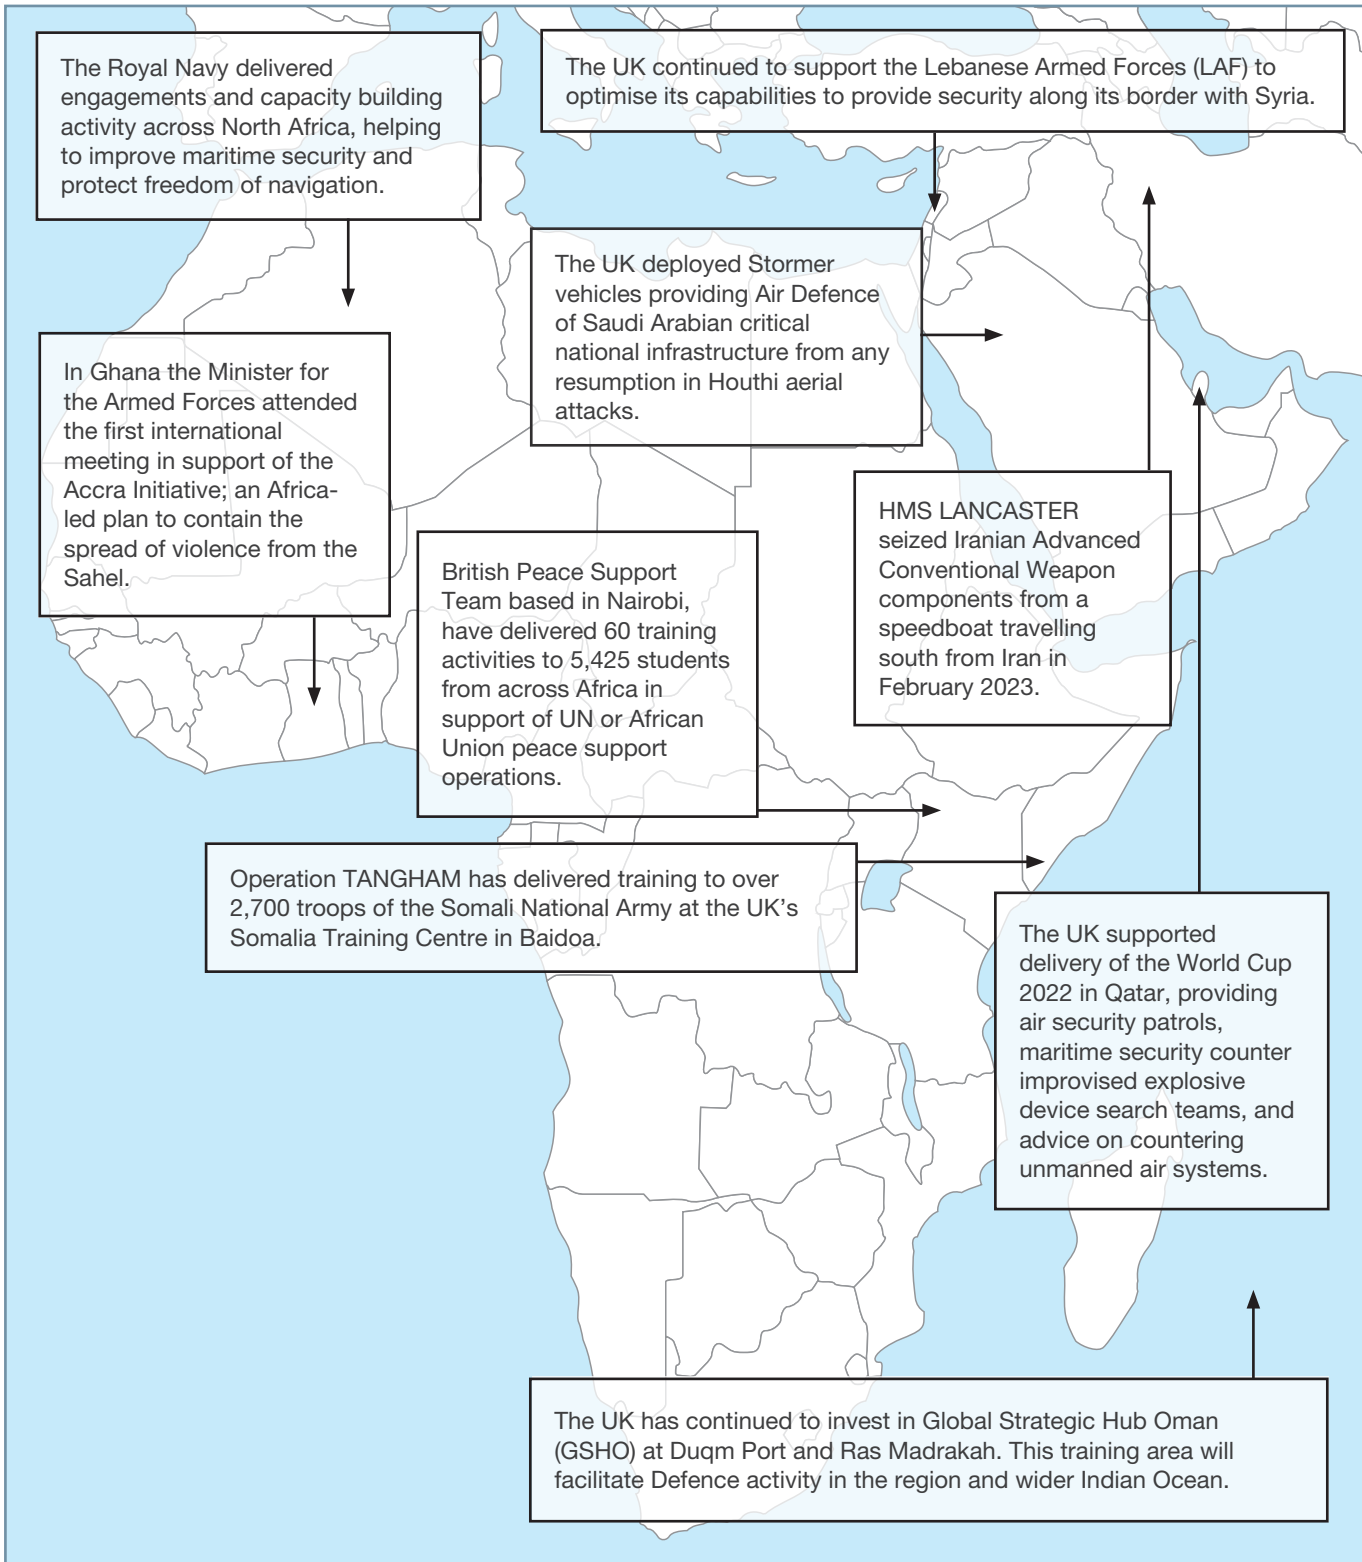 The Royal Navy delivered
engagements and capacity building
activity across North Africa, helping
to improve maritime security and
protect freedom of navigation.
The UK continued to support the Lebanese Armed Forces (LAF) to
optimise its capabilities to provide security along its border with Syria.
The UK deployed Stormer
vehicles providing Air Defence
of Saudi Arabian critical
national infrastructure from any
resumption in Houthi aerial
attacks.
In Ghana the Minister for
the Armed Forces attended
the first international
meeting in support of the
Accra Initiative; an Africa-
led plan to contain the
spread of violence from the
Sahel.
HMS LANCASTER
seized Iranian Advanced
Conventional Weapon
components from a
speedboat travelling
south from Iran in
February 2023.
British Peace Support
Team based in Nairobi,
have delivered 60 training
activities to 5,425 students
from across Africa in
support of UN or African
Union peace support
operations.
Operation TANGHAM has delivered training to over
2,700 troops of the Somali National Army at the UK’s
Somalia Training Centre in Baidoa.
The UK supported
delivery of the World Cup
2022 in Qatar, providing
air security patrols,
maritime security counter
improvised explosive
device search teams, and
advice on countering
unmanned air systems.
The UK has continued to invest in Global Strategic Hub Oman
(GSHO) at Duqm Port and Ras Madrakah. This training area will
facilitate Defence activity in the region and wider Indian Ocean.